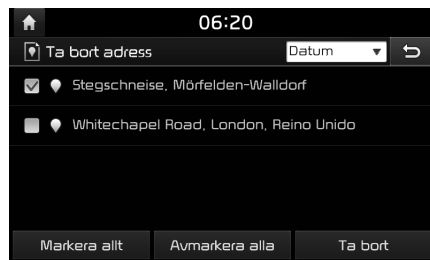 06:20
Ta bort adress Datum
Stegschneise, Mörfelden-Walldorf
Whitechapel Road, London, Reino Unido
Markera allt Avmarkera alla Ta bort